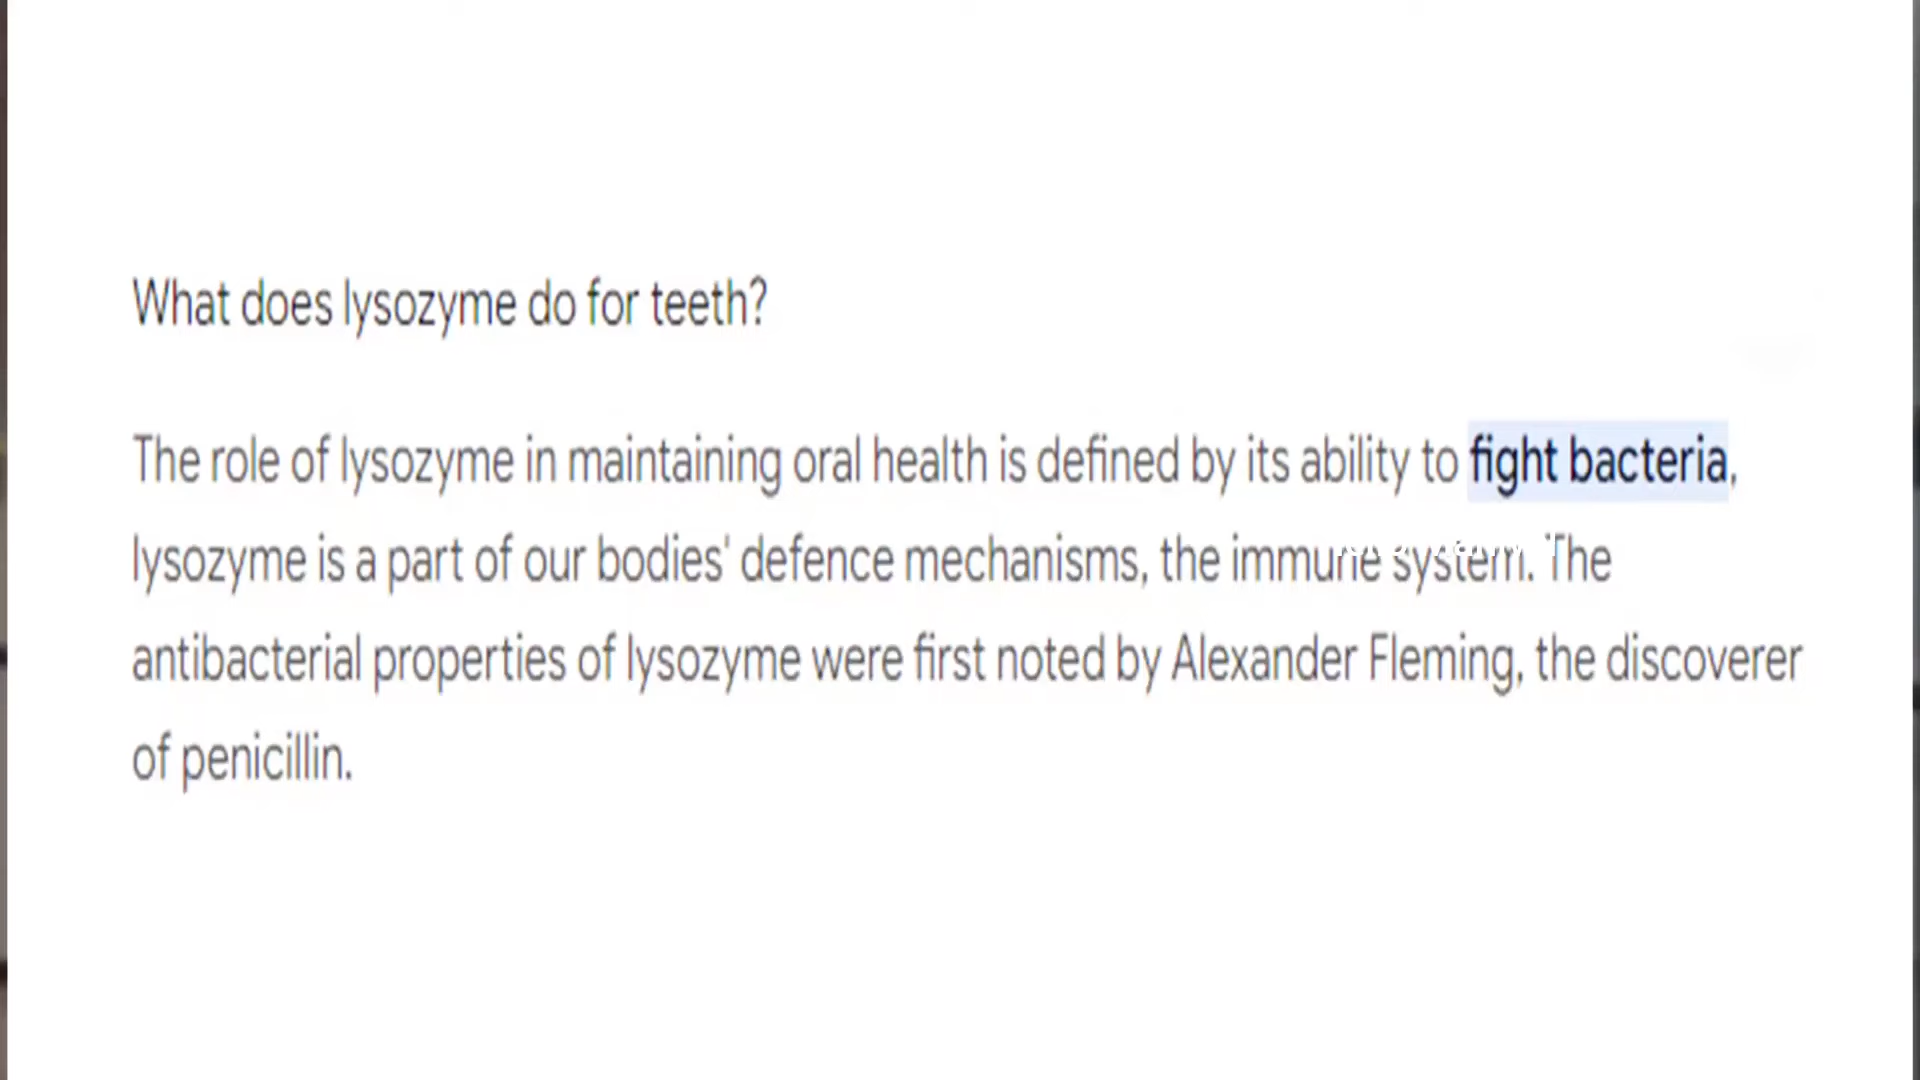 What does lysozyme do for teeth?
The role of lysozyme in maintaining oral health is defined by its ability to fight bacteria,
lysozyme is a part of our bodies' defence mechanisms, the immune system. The
antibacterial properties of lysozyme were first noted by Alexander Fleming, the discoverer
of penicillin.